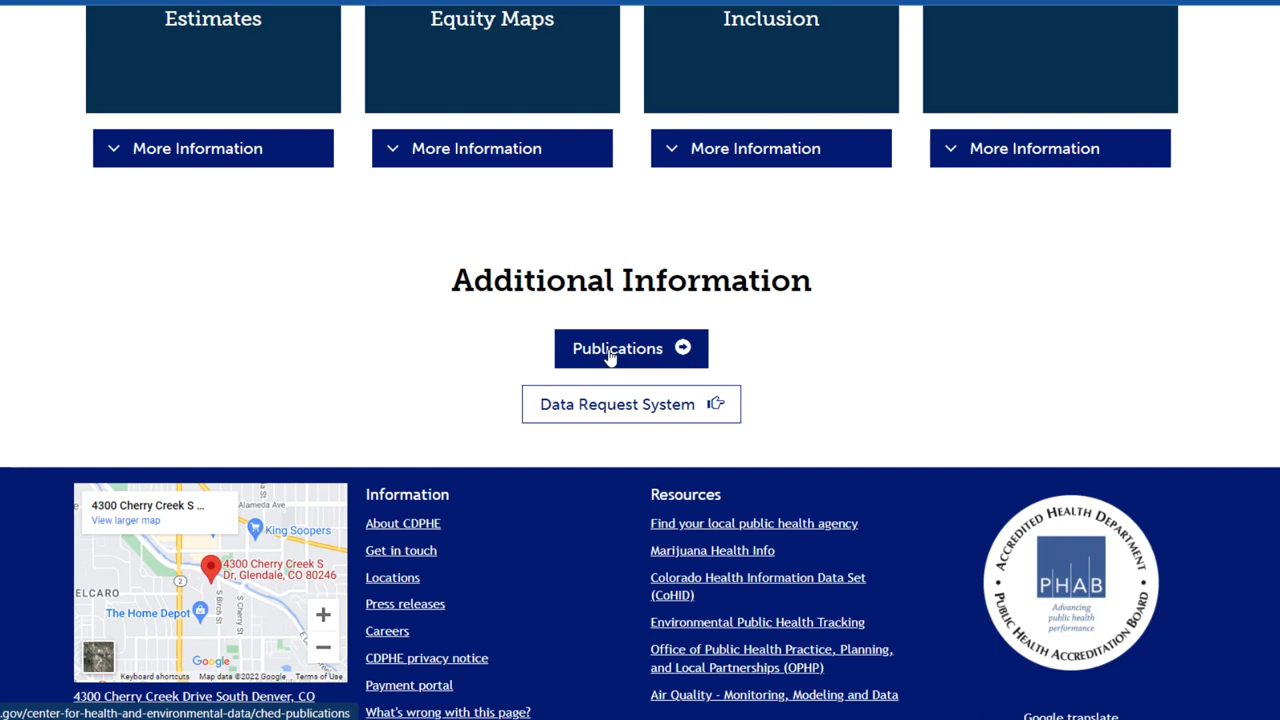 Estimates
Equity Maps
Inclusion
More Information
More Information
More Information
More Information
Additional Information
Publications
Data Request System
4300 Cherry Creek S ...
View larger map
Alameda Ave
King Soopers
4300 Cherry Creek S
Dr, Glendale, CO 80246
2
ELCARO
S Birch St
S Cherry St
The Home Depot
+
−
Google
Keyboard shortcuts
Map data ©2022 Google
Terms of Use
4300 Cherry Creek Drive South Denver, CO
Information
About CDPHE
Get in touch
Locations
Press releases
Careers
CDPHE privacy notice
Payment portal
What's wrong with this page?
Resources
Find your local public health agency
Marijuana Health Info
Colorado Health Information Data Set
(CoHID)
Environmental Public Health Tracking
Office of Public Health Practice, Planning,
and Local Partnerships (OPHP)
Air Quality - Monitoring, Modeling and Data
ACCREDITED HEALTH DEPARTMENT
PHAB
Advancing
public health
performance
PUBLIC HEALTH ACCREDITATION BOARD
Google translate
.gov/center-for-health-and-environmental-data/ched-publications